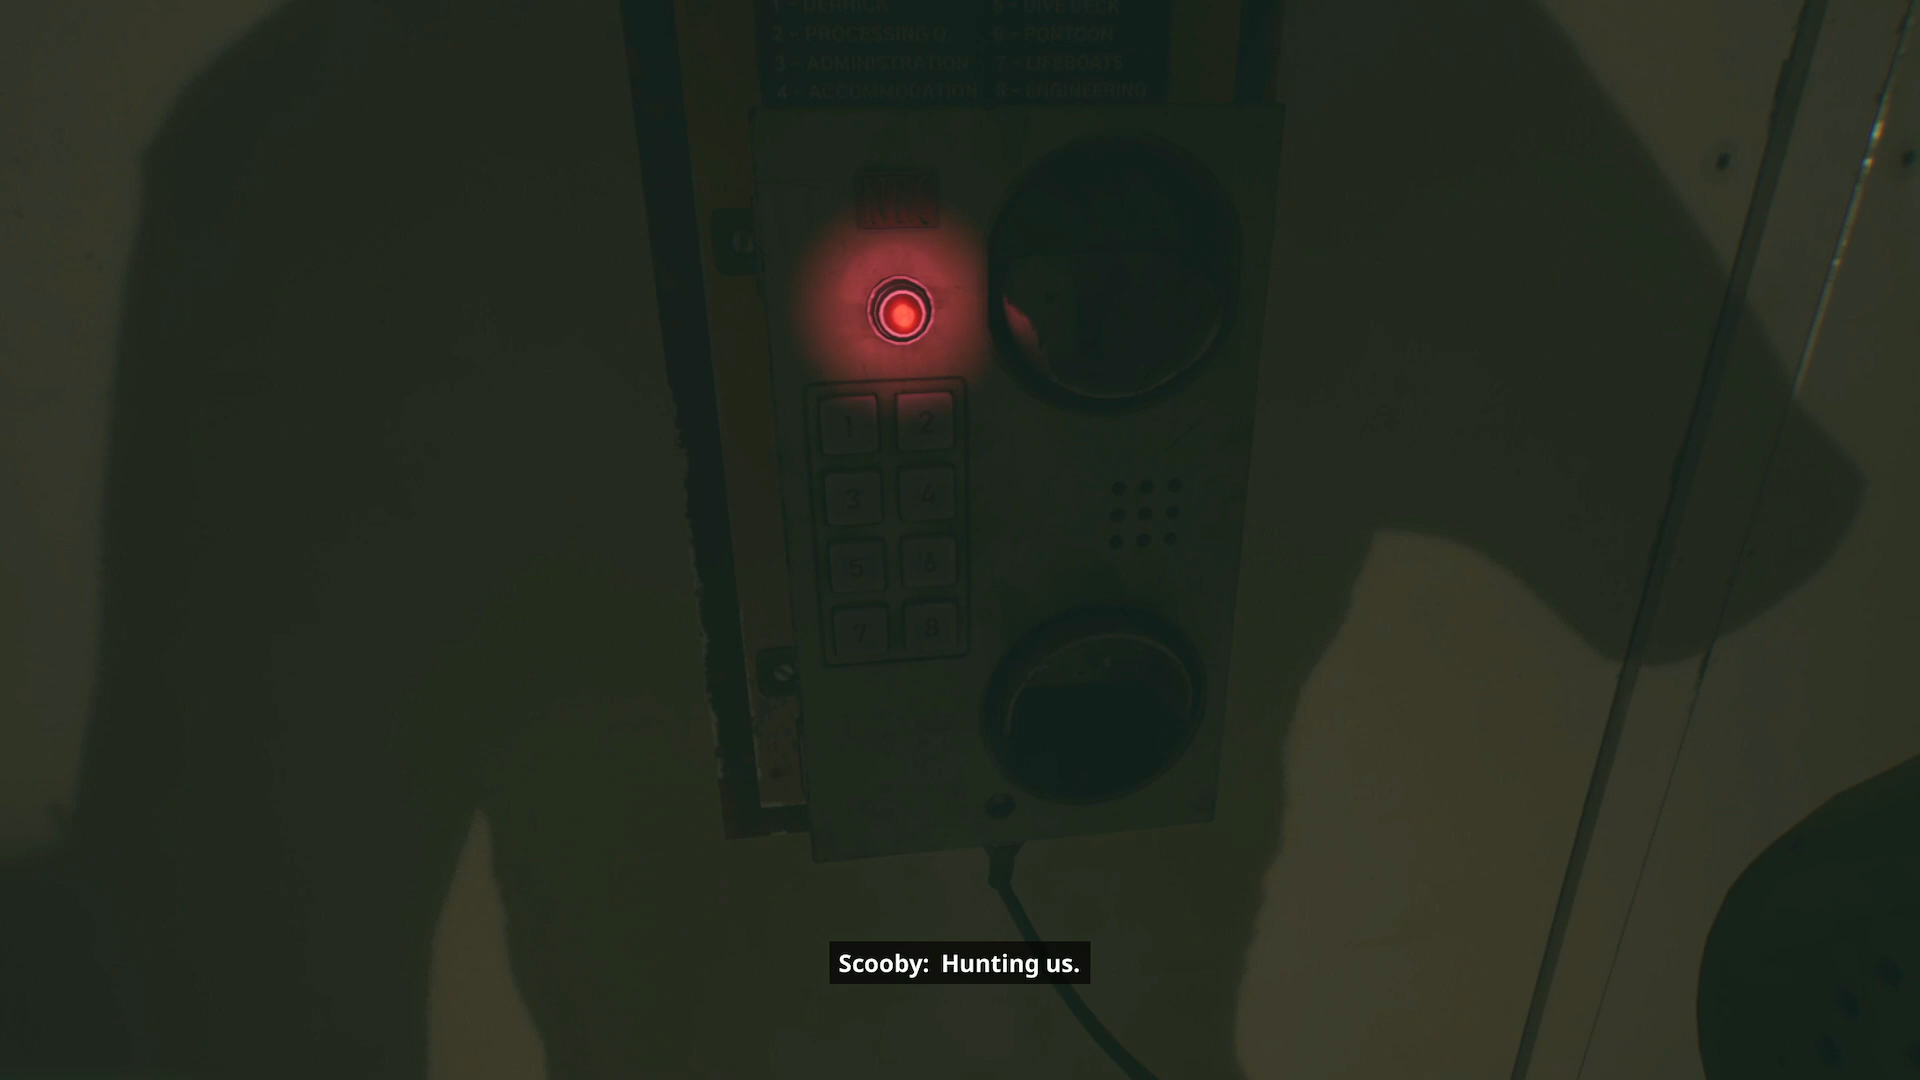 1 - DERRICK
2 - PROCESSING Q
3 - ADMINISTRATION
4 - ACCOMMODATION
5 - DIVE DECK
6 - PONTOON
7 - LIFEBOATS
8 - ENGINEERING
1 2
3 4
5 6
7 8
Scooby: Hunting us.